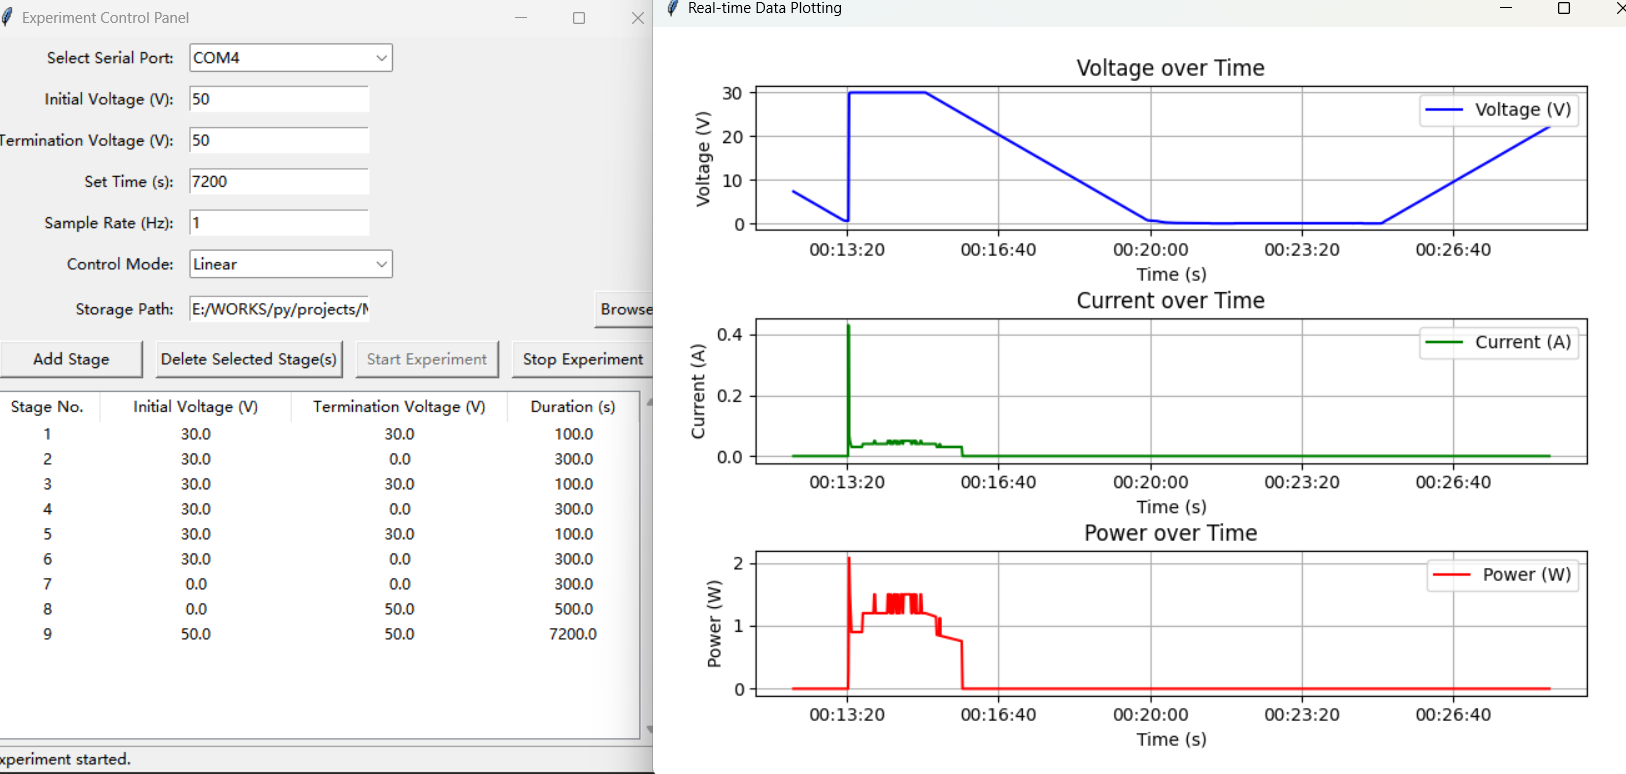 Experiment Control Panel
Select Serial Port: COM4
Initial Voltage (V): 50
Termination Voltage (V): 50
Set Time (s): 7200
Sample Rate (Hz): 1
Control Mode: Linear
Storage Path: E:/WORKS/py/projects/M Browse
Add Stage Delete Selected Stage(s) Start Experiment Stop Experiment
Stage No. Initial Voltage (V) Termination Voltage (V) Duration (s)
1 30.0 30.0 100.0
2 30.0 0.0 300.0
3 30.0 30.0 100.0
4 30.0 0.0 300.0
5 30.0 30.0 100.0
6 30.0 0.0 300.0
7 0.0 0.0 300.0
8 0.0 50.0 500.0
9 50.0 50.0 7200.0
xperiment started.
Real-time Data Plotting
Voltage over Time
Voltage (V)
30
20
10
0
Voltage (V)
00:13:20 00:16:40 00:20:00 00:23:20 00:26:40
Time (s)
Current over Time
Current (A)
0.4
0.2
0.0
Current (A)
00:13:20 00:16:40 00:20:00 00:23:20 00:26:40
Time (s)
Power over Time
Power (W)
2
1
0
Power (W)
00:13:20 00:16:40 00:20:00 00:23:20 00:26:40
Time (s)